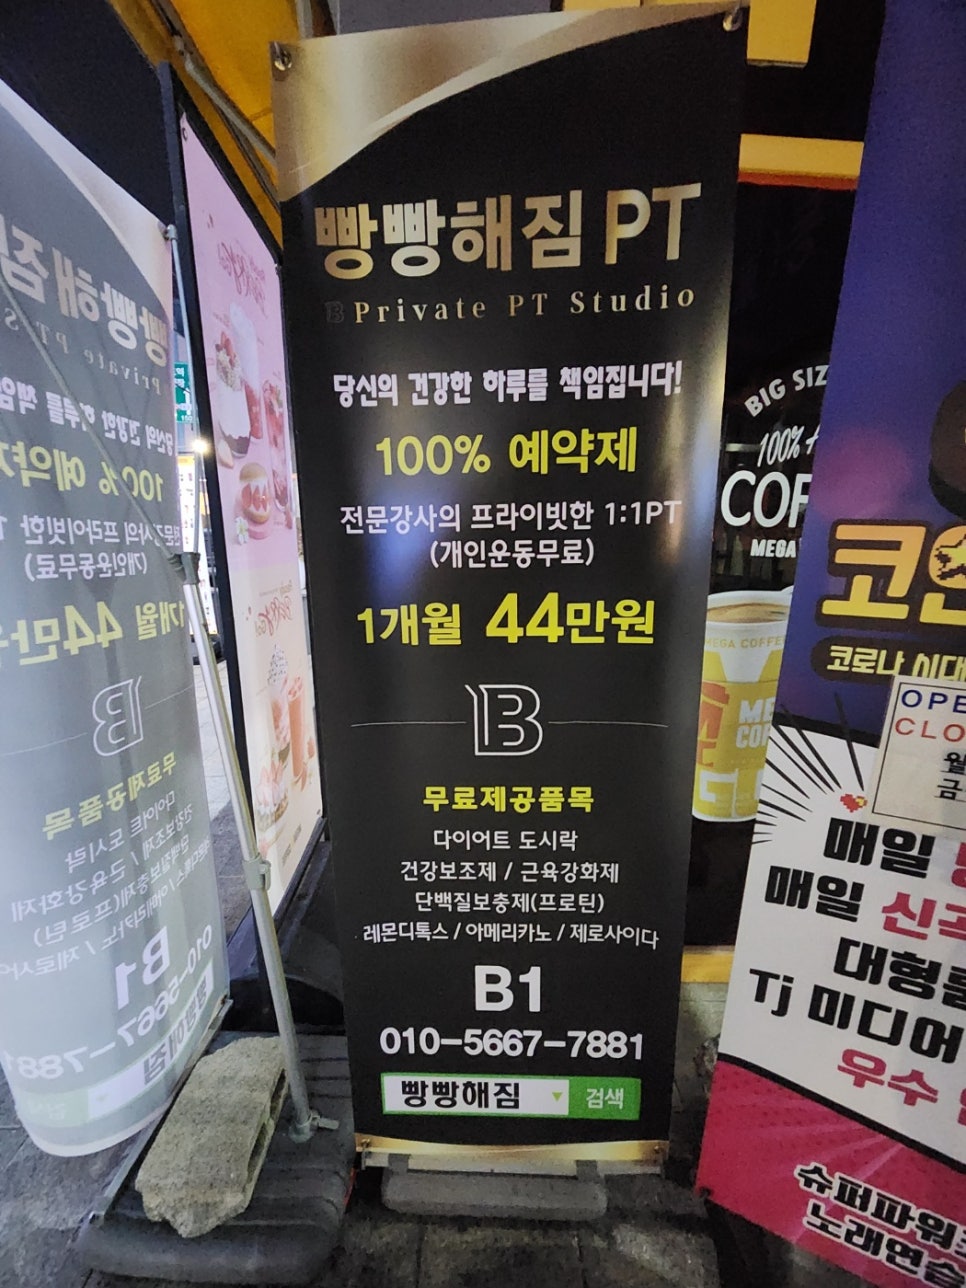 빵빵해짐 PT
B Private PT Studio
당신의 건강한 하루를 책임집니다!
100% 예약제
전문강사의 프라이빗한 1:1PT
(개인운동무료)
1개월 44만원
B
무료제공품목
다이어트 도시락
건강보조제 / 근육강화제
단백질보충제(프로틴)
레몬디톡스 / 아메리카노 / 제로사이다
B1
010-5667-7881
빵빵해짐 검색
BIG SIZ
100%
COF
MEGA
MEGA COFFEE
코인
코로나 시대
OPE
CLO
월
금
매일
매일 신곡
대형
Tj 미디어
우수
슈퍼파워
노래연습